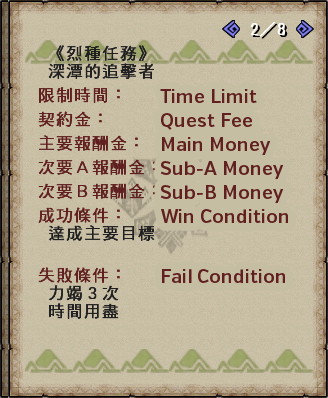 2/8
《烈種任務》
深潭的追擊者
限制時間： Time Limit
契約金： Quest Fee
主要報酬金： Main Money
次要Ａ報酬金： Sub-A Money
次要Ｂ報酬金： Sub-B Money
成功條件： Win Condition
達成主要目標
失敗條件： Fail Condition
力竭３次
時間用盡